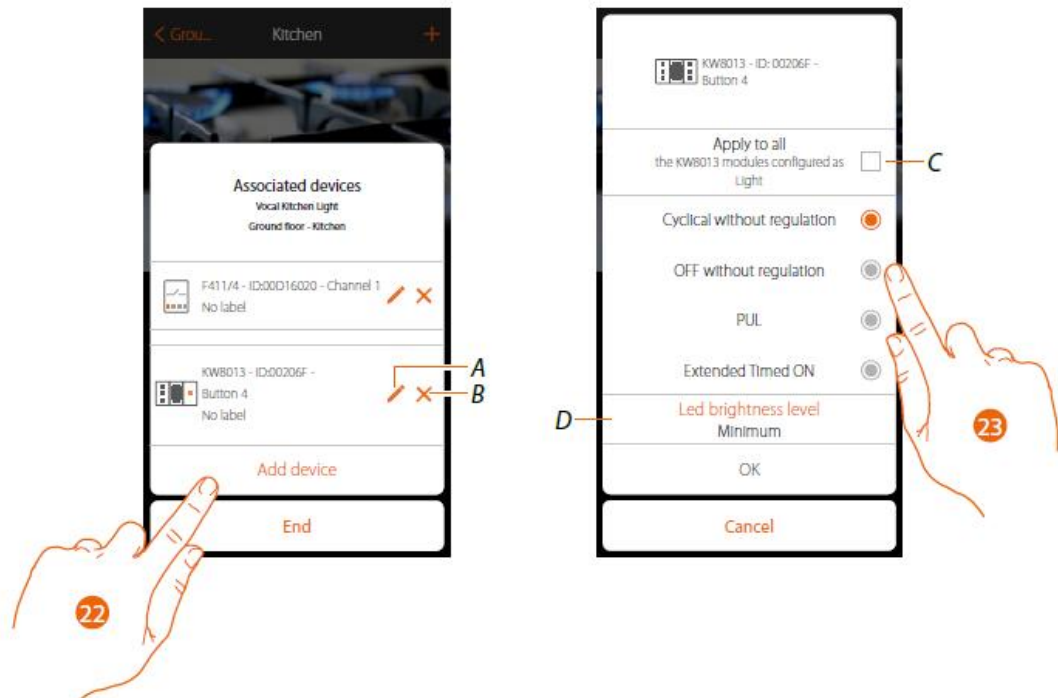 < Grou... Kitchen +
Associated devices
Vocal Kitchen Light
Ground floor - Kitchen
F411/4 - ID:00D16020 - Channel 1
No label
KW8013 - ID:00206F -
Button 4
No label
A
B
Add device
End
22
KW8013 - ID: 00206F -
Button 4
Apply to all
the KW8013 modules configured as
Light
C
Cyclical without regulation
OFF without regulation
PUL
Extended Timed ON
D
Led brightness level
Minimum
OK
Cancel
23